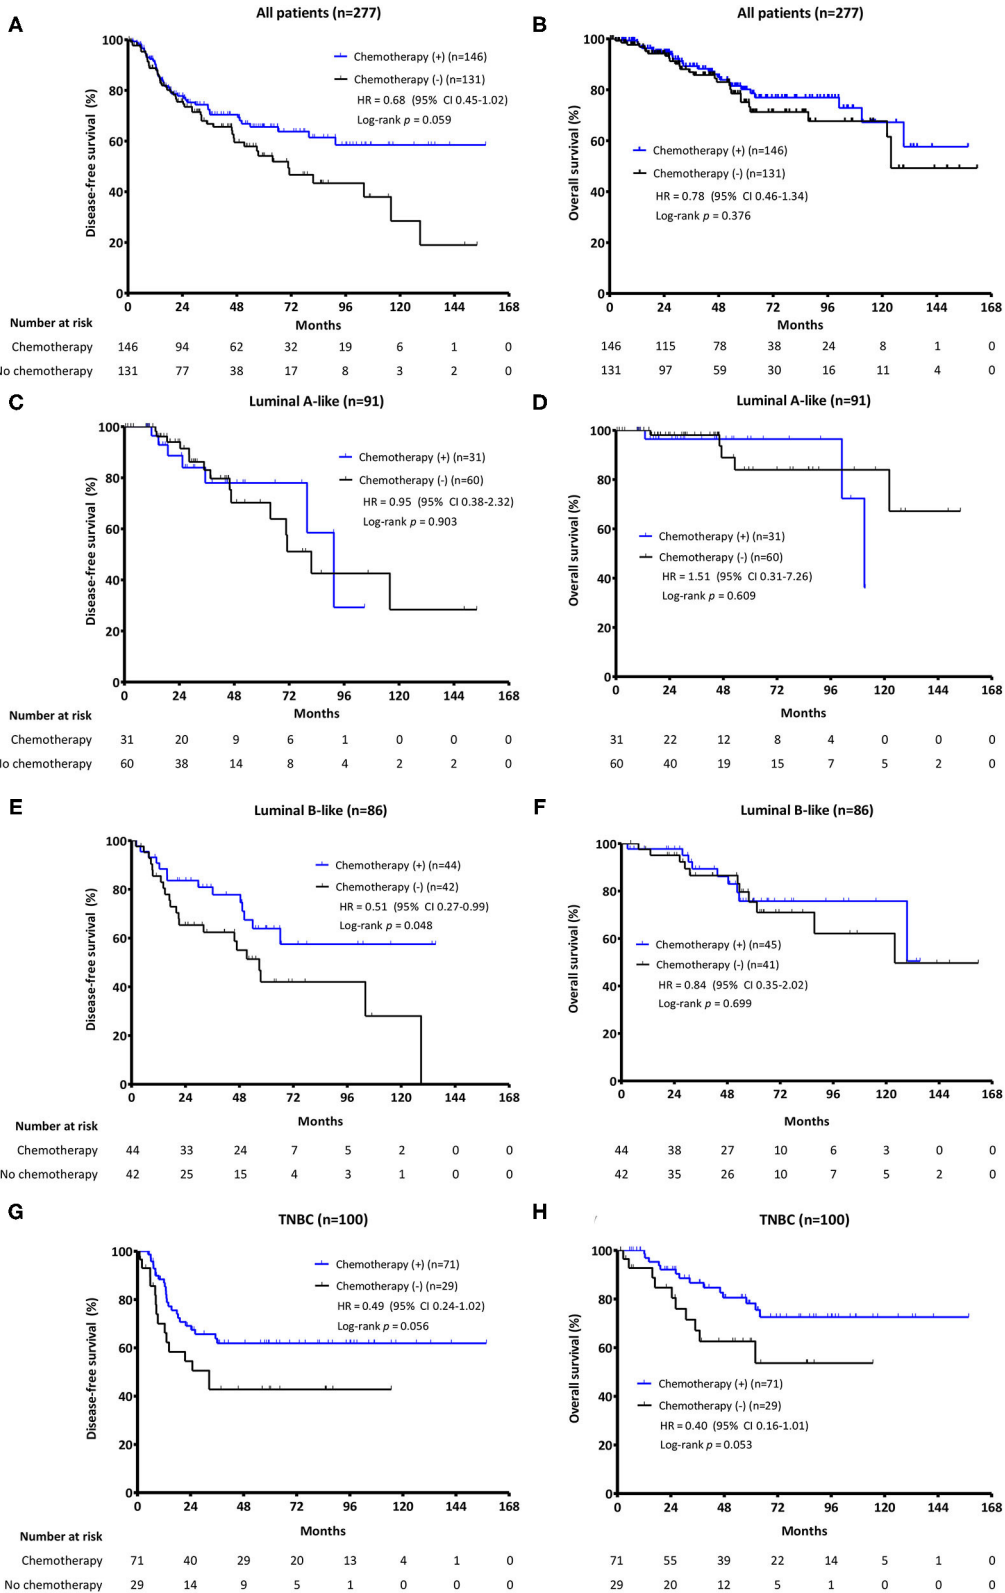 A
All patients (n=277)
Disease-free survival (%)
100
80
60
40
20
0
Chemotherapy (+) (n=146)
Chemotherapy (-) (n=131)
HR = 0.68 (95% CI 0.45-1.02)
Log-rank p = 0.059
0 24 48 72 96 120 144 168
Number at risk
Months
Chemotherapy 146 94 62 32 19 6 1 0
No chemotherapy 131 77 38 17 8 3 2 0
B
All patients (n=277)
Overall survival (%)
100
80
60
40
20
0
Chemotherapy (+) (n=146)
Chemotherapy (-) (n=131)
HR = 0.78 (95% CI 0.46-1.34)
Log-rank p = 0.376
0 24 48 72 96 120 144 168
Months
146 115 78 38 24 8 1 0
131 97 59 30 16 11 4 0
C
Luminal A-like (n=91)
Disease-free survival (%)
100
80
60
40
20
0
Chemotherapy (+) (n=31)
Chemotherapy (-) (n=60)
HR = 0.95 (95% CI 0.38-2.32)
Log-rank p = 0.903
0 24 48 72 96 120 144 168
Number at risk
Months
Chemotherapy 31 20 9 6 1 0 0 0
No chemotherapy 60 38 14 8 4 2 2 0
D
Luminal A-like (n=91)
Overall survival (%)
100
80
60
40
20
0
Chemotherapy (+) (n=31)
Chemotherapy (-) (n=60)
HR = 1.51 (95% CI 0.31-7.26)
Log-rank p = 0.609
0 24 48 72 96 120 144 168
Months
31 22 12 8 4 0 0 0
60 40 19 15 7 5 2 0
E
Luminal B-like (n=86)
Disease-free survival (%)
100
80
60
40
20
0
Chemotherapy (+) (n=44)
Chemotherapy (-) (n=42)
HR = 0.51 (95% CI 0.27-0.99)
Log-rank p = 0.048
0 24 48 72 96 120 144 168
Months
Number at risk
Chemotherapy 44 33 24 7 5 2 0 0
No chemotherapy 42 25 15 4 3 1 0 0
F
Luminal B-like (n=86)
Overall survival (%)
100
80
60
40
20
0
Chemotherapy (+) (n=45)
Chemotherapy (-) (n=41)
HR = 0.84 (95% CI 0.35-2.02)
Log-rank p = 0.699
0 24 48 72 96 120 144 168
Months
44 38 27 10 6 3 0 0
42 35 26 10 7 5 2 0
G
TNBC (n=100)
Disease-free survival (%)
100
80
60
40
20
0
Chemotherapy (+) (n=71)
Chemotherapy (-) (n=29)
HR = 0.49 (95% CI 0.24-1.02)
Log-rank p = 0.056
0 24 48 72 96 120 144 168
Months
Number at risk
Chemotherapy 71 40 29 20 13 4 1 0
No chemotherapy 29 14 9 5 1 0 0 0
H
TNBC (n=100)
Overall survival (%)
100
80
60
40
20
0
Chemotherapy (+) (n=71)
Chemotherapy (-) (n=29)
HR = 0.40 (95% CI 0.16-1.01)
Log-rank p = 0.053
0 24 48 72 96 120 144 168
Months
71 55 39 22 14 5 1 0
29 20 12 5 1 0 0 0